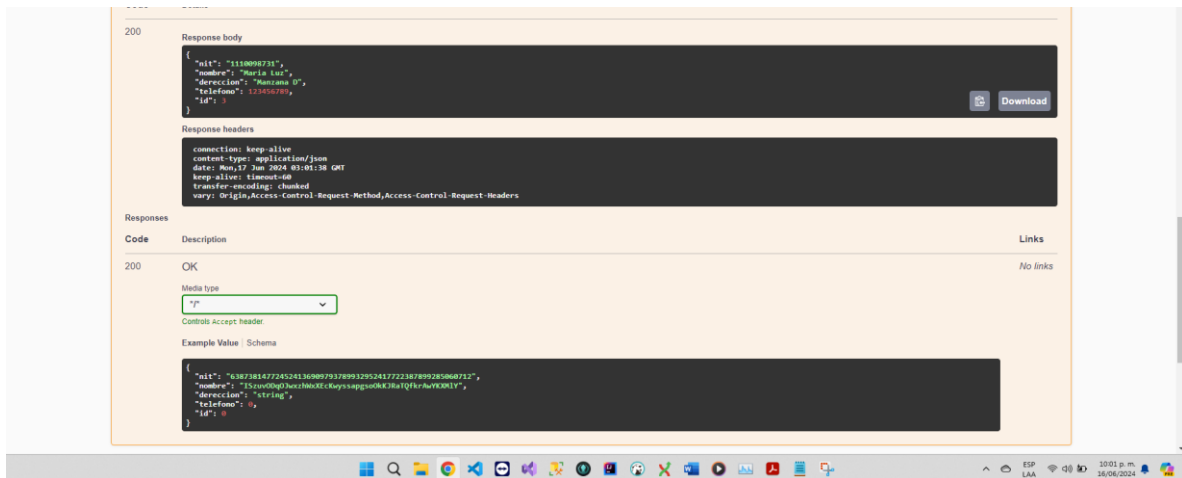 200
Response body
{
"nit": "1110098731",
"nombre": "Maria Luz",
"dereccion": "Manzana D",
"telefono": 123456789,
"id": 3
}
Download
Response headers
connection: keep-alive
content-type: application/json
date: Mon,17 Jun 2024 03:01:38 GMT
keep-alive: timeout=60
transfer-encoding: chunked
vary: Origin,Access-Control-Request-Method,Access-Control-Request-Headers
Responses
Code Description Links
200 OK No links
Media type
*/*
Controls Accept header.
Example Value Schema
{
"nit":
"nombre":
"dereccion": "string",
"telefono": 0,
"id": 0
}
ESP 10:01 p. m.
LAA 16/06/2024